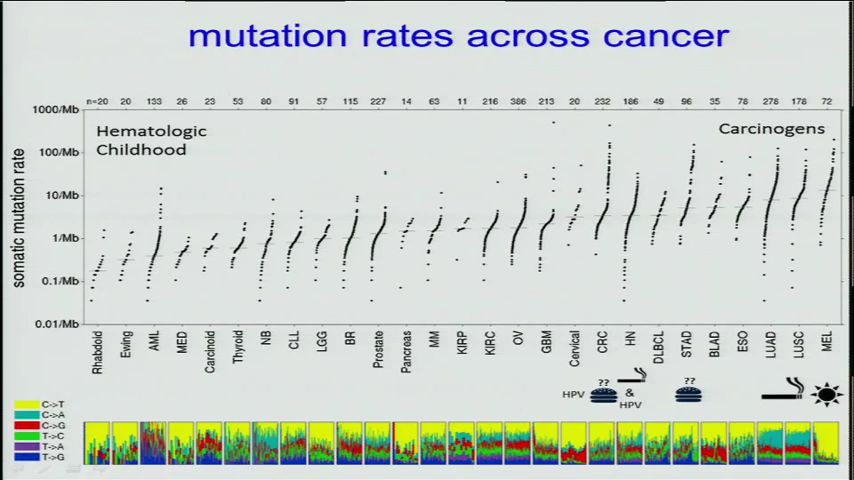 mutation rates across cancer
n=20 20 133 26 23 53 80 91 57 115 227 14 63 11 216 386 213 20 232 186 49 96 35 78 278 178 72
1000/Mb
Hematologic
Childhood
Carcinogens
100/Mb
10/Mb
1/Mb
0.1/Mb
0.01/Mb
somatic mutation rate
Rhabdoid Ewing AML MED Carcinoid Thyroid NB CLL LGG BR Prostate Pancreas MM KIRP KIRC OV GBM Cervical CRC HN DLBCL STAD BLAD ESO LUAD LUSC MEL
?? ??
HPV &
HPV
C->T
C->A
C->G
T->C
T->A
T->G